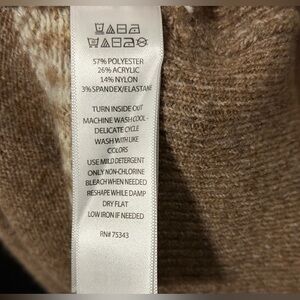 57% POLYESTER
26% ACRYLIC
14% NYLON
3% SPANDEX/ELASTANE
TURN INSIDE OUT
MACHINE WASH COOL-
DELICATE CYCLE
WASH WITH LIKE
COLORS
USE MILD DETERGENT
ONLY NON-CHLORINE
BLEACH WHEN NEEDED
RESHAPE WHILE DAMP
DRY FLAT
LOW IRON IF NEEDED
RN# 75343